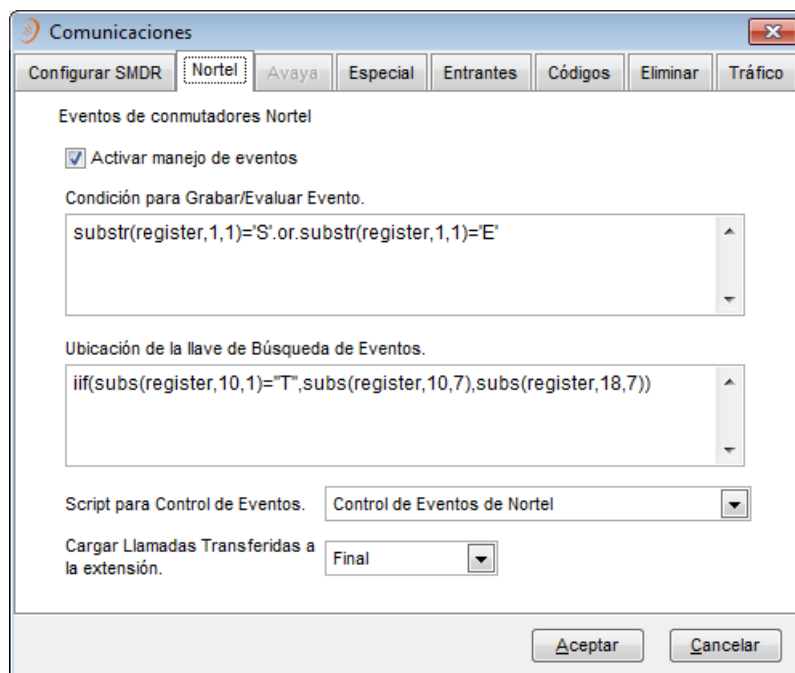 Comunicaciones
Configurar SMDR Nortel Avaya Especial Entrantes Códigos Eliminar Tráfico
Eventos de conmutadores Nortel
Activar manejo de eventos
Condición para Grabar/Evaluar Evento.
substr(register,1,1)='S'.or.substr(register,1,1)='E'
Ubicación de la llave de Búsqueda de Eventos.
iif(subs(register,10,1)="T",subs(register,10,7),subs(register,18,7))
Script para Control de Eventos. Control de Eventos de Nortel
Cargar Llamadas Transferidas a
la extensión. Final
Aceptar Cancelar